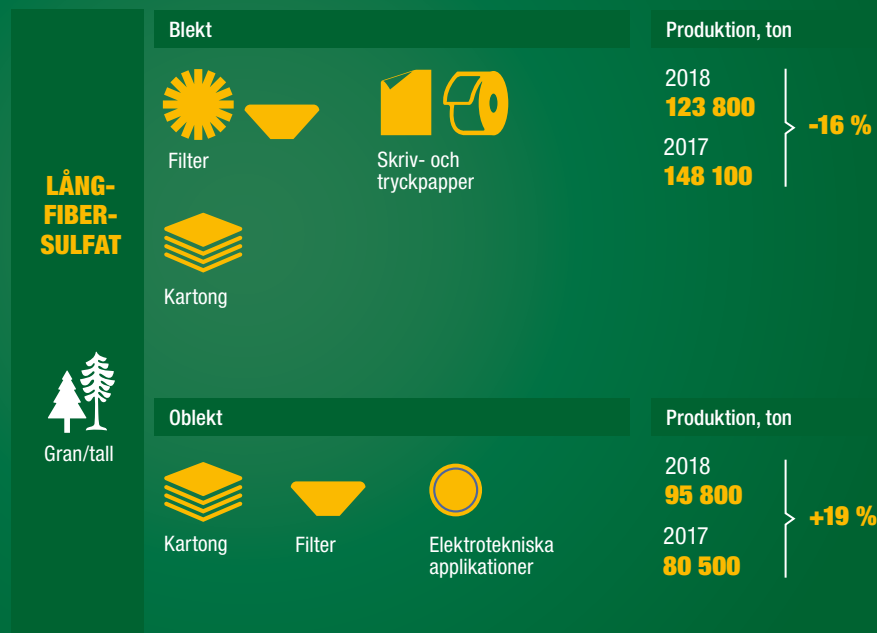 LÅNG-
FIBER-
SULFAT
Gran/tall
Blekt
Filter
Skriv- och
tryckpapper
Kartong
Produktion, ton
2018
123 800
2017
148 100
-16 %
Oblekt
Kartong
Filter
Elektrotekniska
applikationer
Produktion, ton
2018
95 800
2017
80 500
+19 %